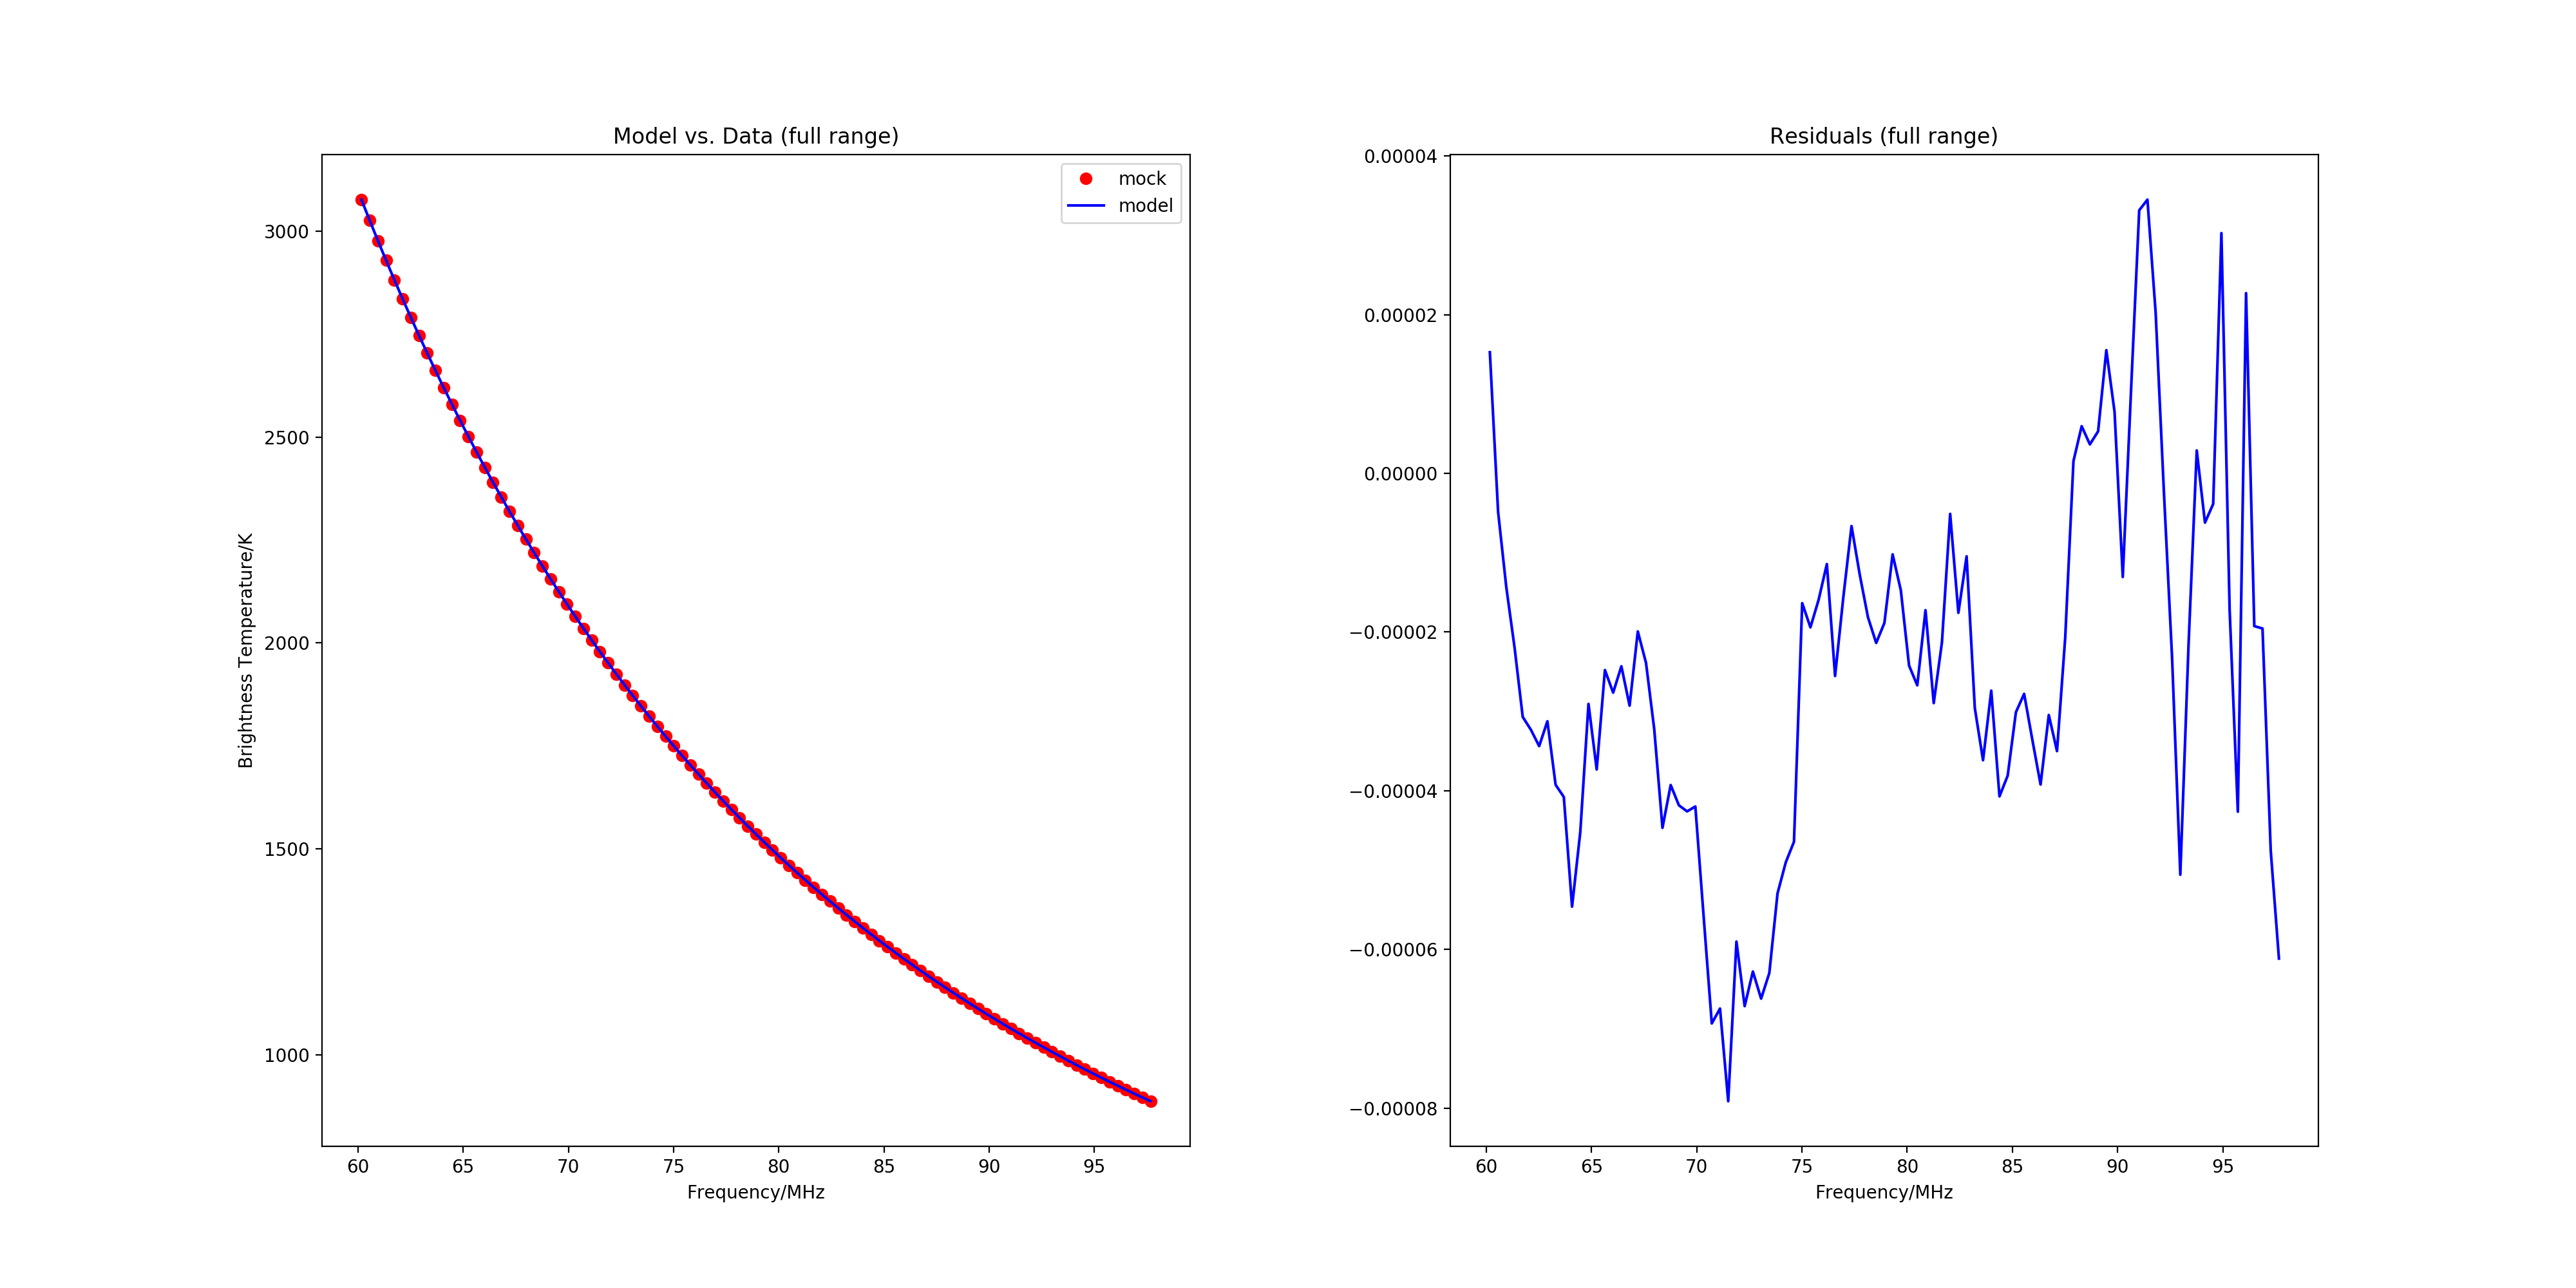 Model vs. Data (full range)
mock
model
3000
2500
2000
1500
1000
Brightness Temperature/K
60 65 70 75 80 85 90 95
Frequency/MHz
Residuals (full range)
0.00004
0.00002
0.00000
−0.00002
−0.00004
−0.00006
−0.00008
60 65 70 75 80 85 90 95
Frequency/MHz